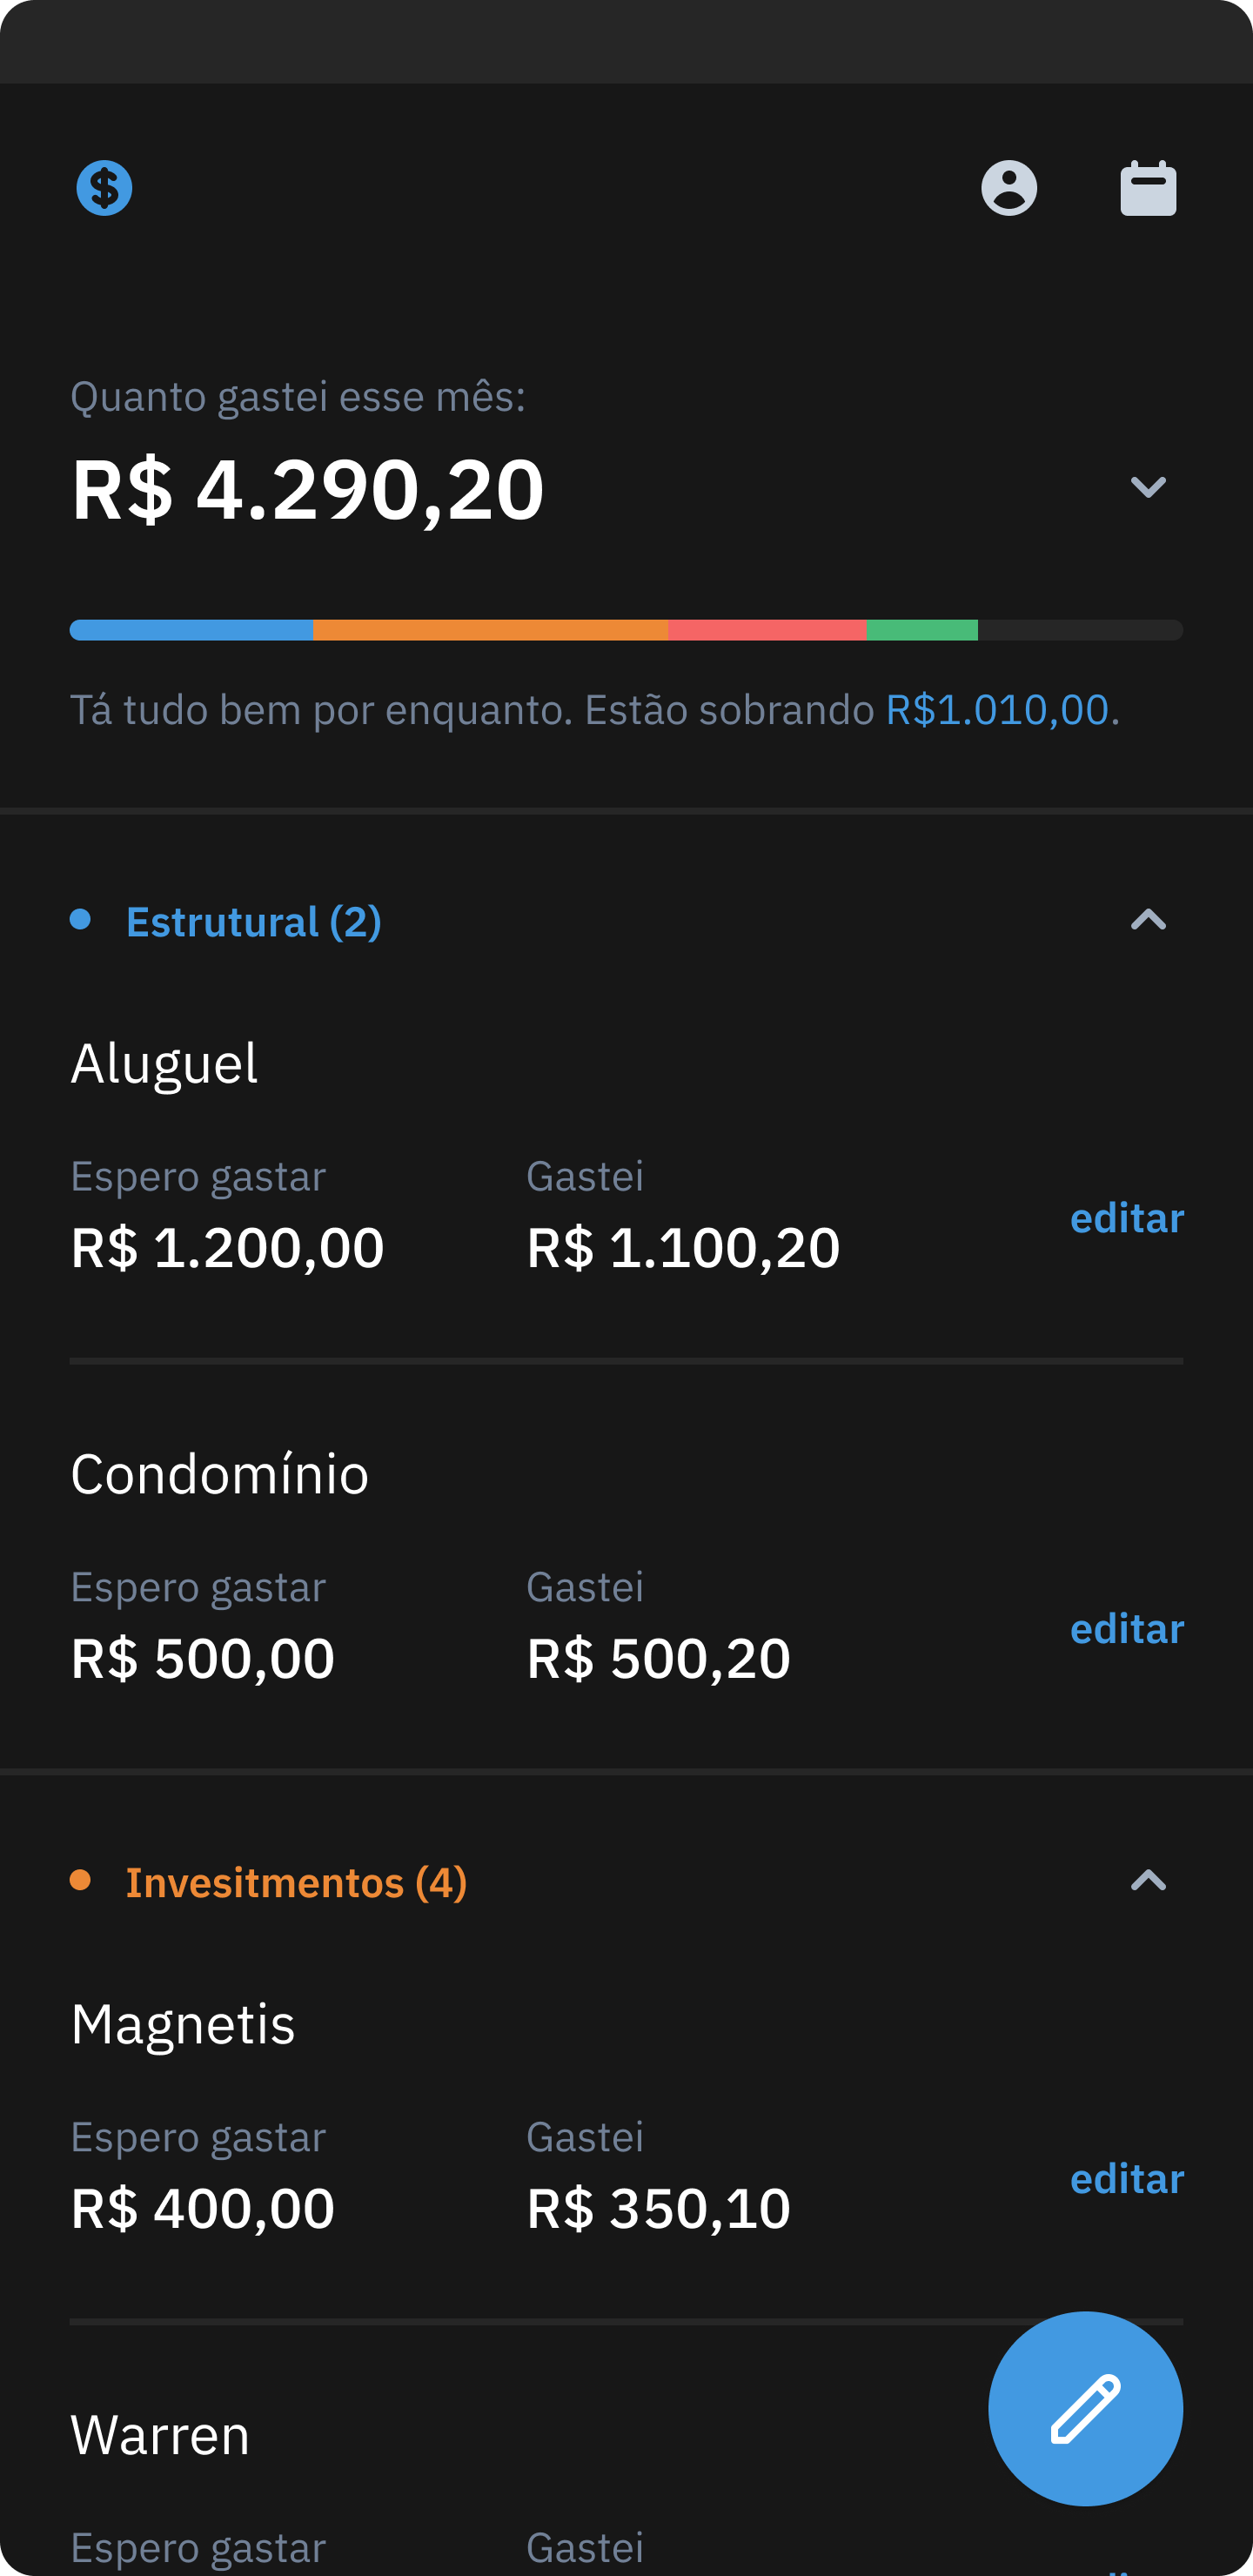 Quanto gastei esse mês:
R$ 4.290,20
Tá tudo bem por enquanto. Estão sobrando R$1.010,00.
Estrutural (2)
Aluguel
Espero gastar Gastei
editar
R$ 1.200,00 R$ 1.100,20
Condomínio
Espero gastar Gastei
editar
R$ 500,00 R$ 500,20
Invesitmentos (4)
Magnetis
Espero gastar Gastei
editar
R$ 400,00 R$ 350,10
Warren
Espero gastar Gastei